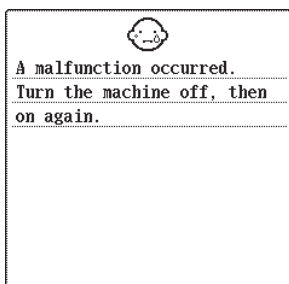 A malfunction occurred.
Turn the machine off, then
on again.